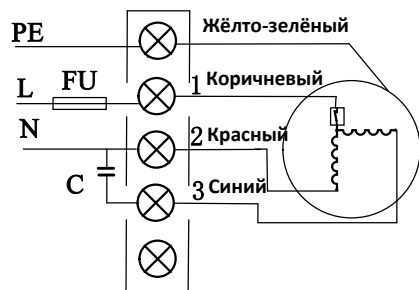 PE Жёлто-зелёный
L FU 1 Коричневый
N 2 Красный
C 3 Синий